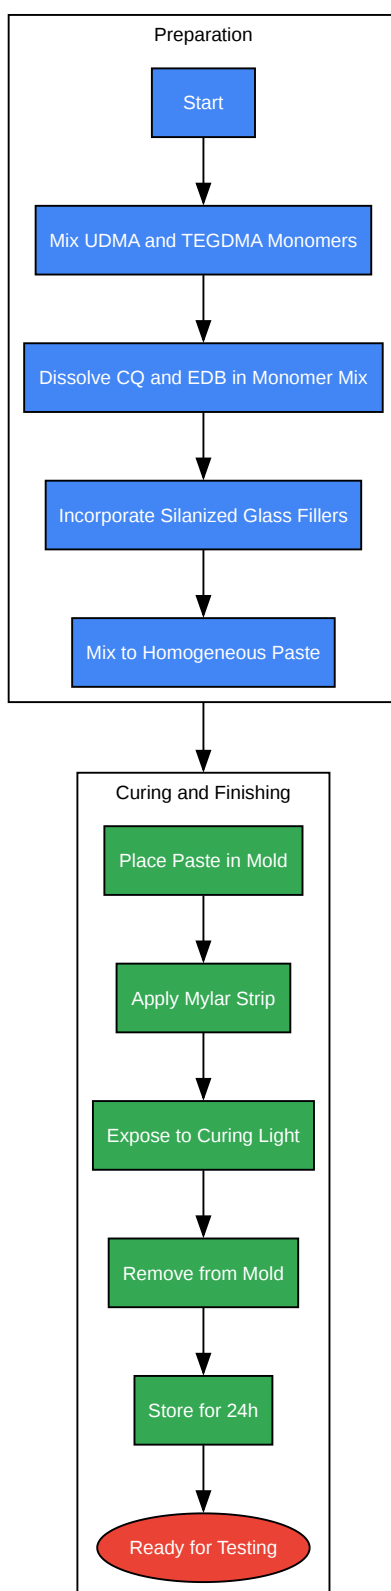 Preparation
Start
Mix UDMA and TEGDMA Monomers
Dissolve CQ and EDB in Monomer Mix
Incorporate Silanized Glass Fillers
Mix to Homogeneous Paste
Curing and Finishing
Place Paste in Mold
Apply Mylar Strip
Expose to Curing Light
Remove from Mold
Store for 24h
Ready for Testing